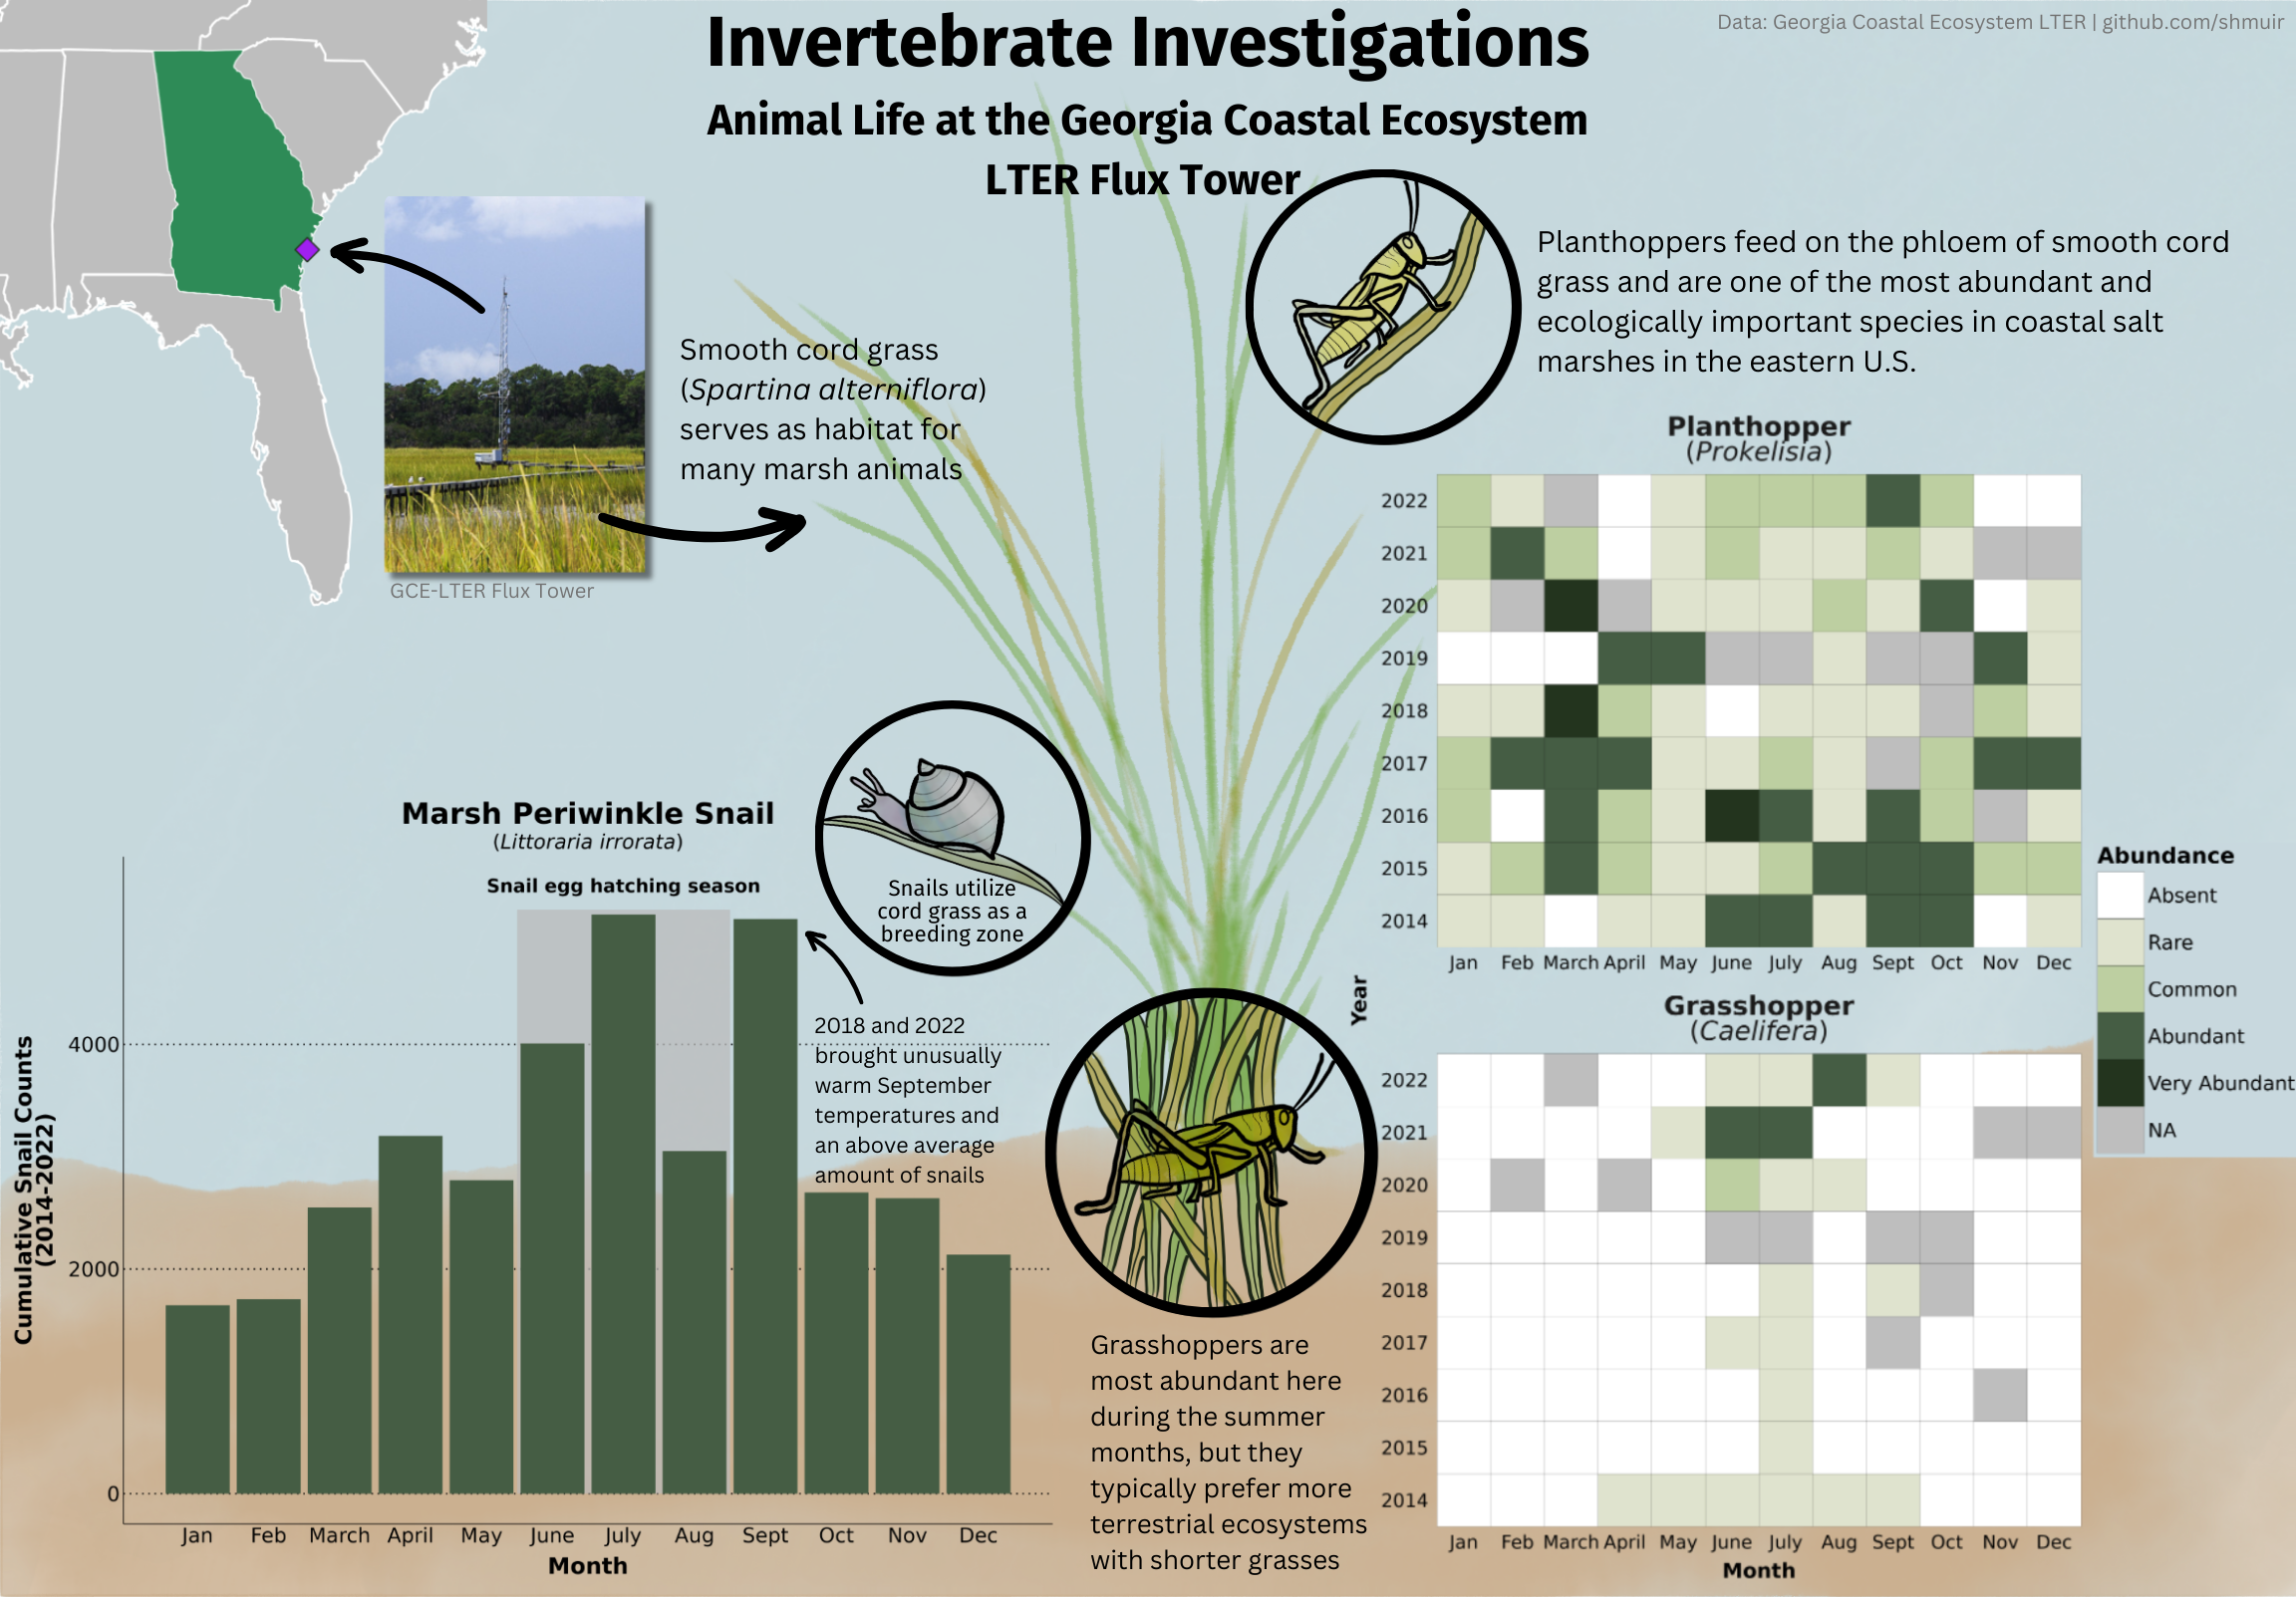 Invertebrate Investigations
Animal Life at the Georgia Coastal Ecosystem
LTER Flux Tower
Data: Georgia Coastal Ecosystem LTER | github.com/shmuir
Planthoppers feed on the phloem of smooth cord
grass and are one of the most abundant and
ecologically important species in coastal salt
marshes in the eastern U.S.
Smooth cord grass
(Spartina alterniflora)
serves as habitat for
many marsh animals
GCE-LTER Flux Tower
Planthopper
(Prokelisia)
2022
2021
2020
2019
2018
2017
2016
2015
2014
Jan Feb March April May June July Aug Sept Oct Nov Dec
Abundance
Absent
Rare
Common
Abundant
Very Abundant
NA
Year
Grasshopper
(Caelifera)
2022
2021
2020
2019
2018
2017
2016
2015
2014
Jan Feb March April May June July Aug Sept Oct Nov Dec
Month
Marsh Periwinkle Snail
(Littoraria irrorata)
Snail egg hatching season
Snails utilize
cord grass as a
breeding zone
2018 and 2022
brought unusually
warm September
temperatures and
an above average
amount of snails
Cumulative Snail Counts
(2014-2022)
4000
2000
0
Jan Feb March April May June July Aug Sept Oct Nov Dec
Month
Grasshoppers are
most abundant here
during the summer
months, but they
typically prefer more
terrestrial ecosystems
with shorter grasses